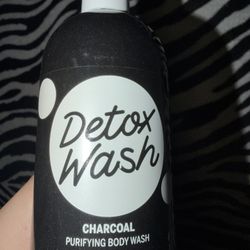 Detox
Wash
CHARCOAL
PURIFYING BODY WASH